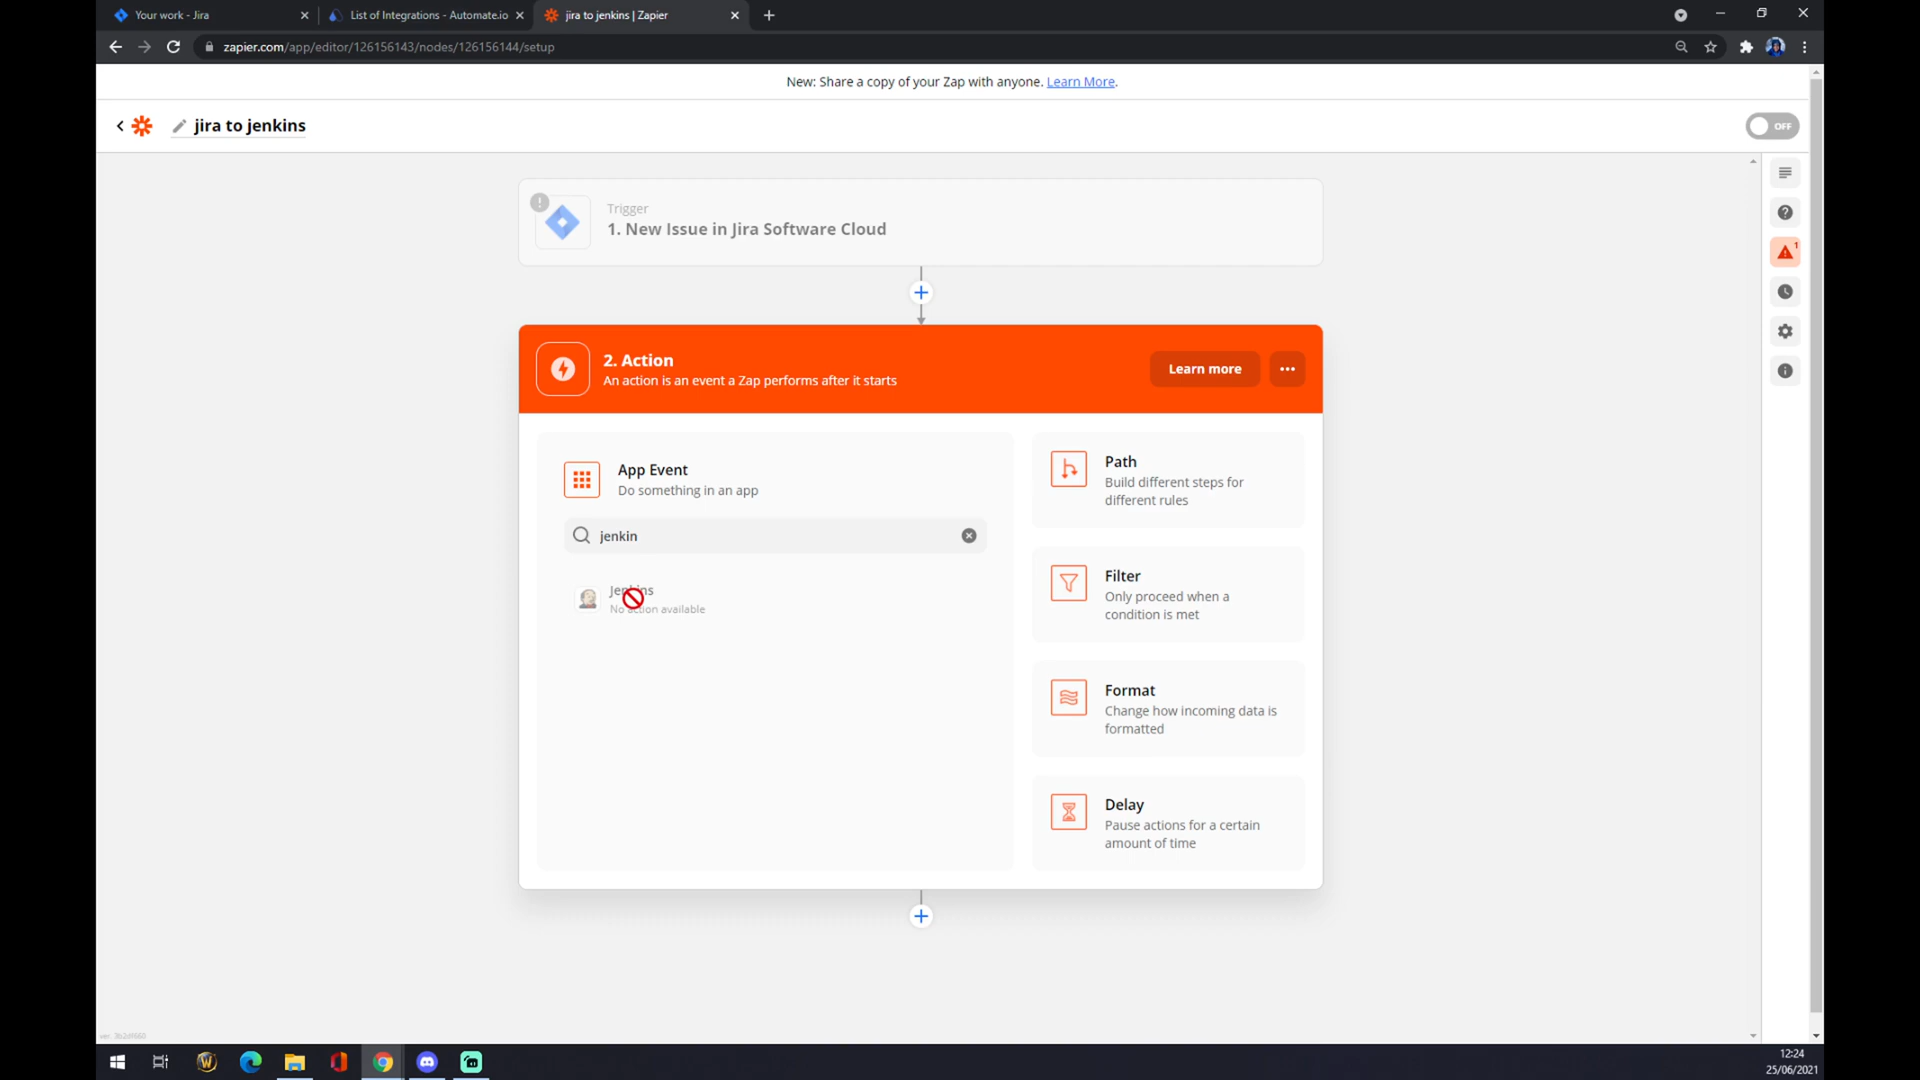 Your work - Jira
List of Integrations - Automate.io
jira to jenkins | Zapier
zapier.com/app/editor/126156143/nodes/126156144/setup
New: Share a copy of your Zap with anyone. Learn More.
jira to jenkins
OFF
Trigger
1. New Issue in Jira Software Cloud
1
2. Action
An action is an event a Zap performs after it starts
Learn more
App Event
Do something in an app
jenkin
Jenkins
No action available
Path
Build different steps for
different rules
Filter
Only proceed when a
condition is met
Format
Change how incoming data is
formatted
Delay
Pause actions for a certain
amount of time
12:24
25/06/2021